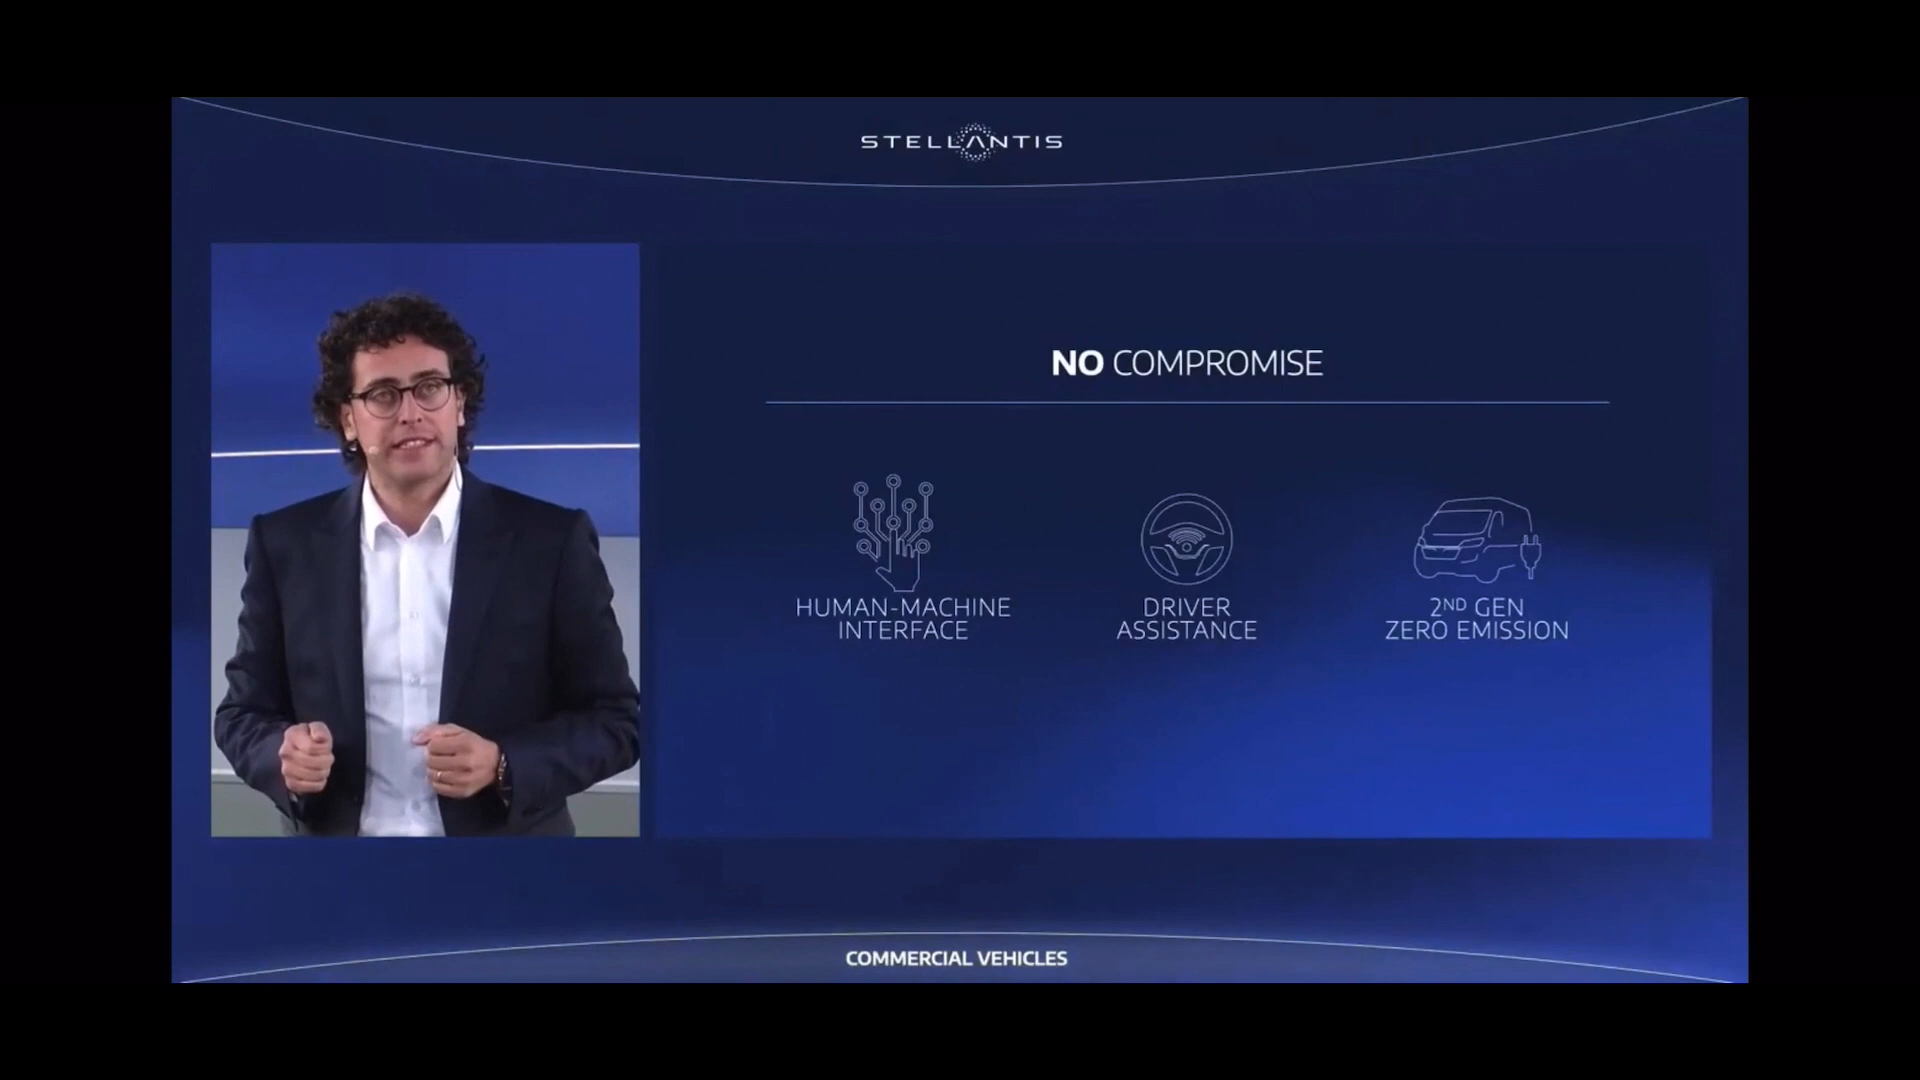 STELLANTIS
NO COMPROMISE
HUMAN-MACHINE
INTERFACE
DRIVER
ASSISTANCE
2ND GEN
ZERO EMISSION
COMMERCIAL VEHICLES